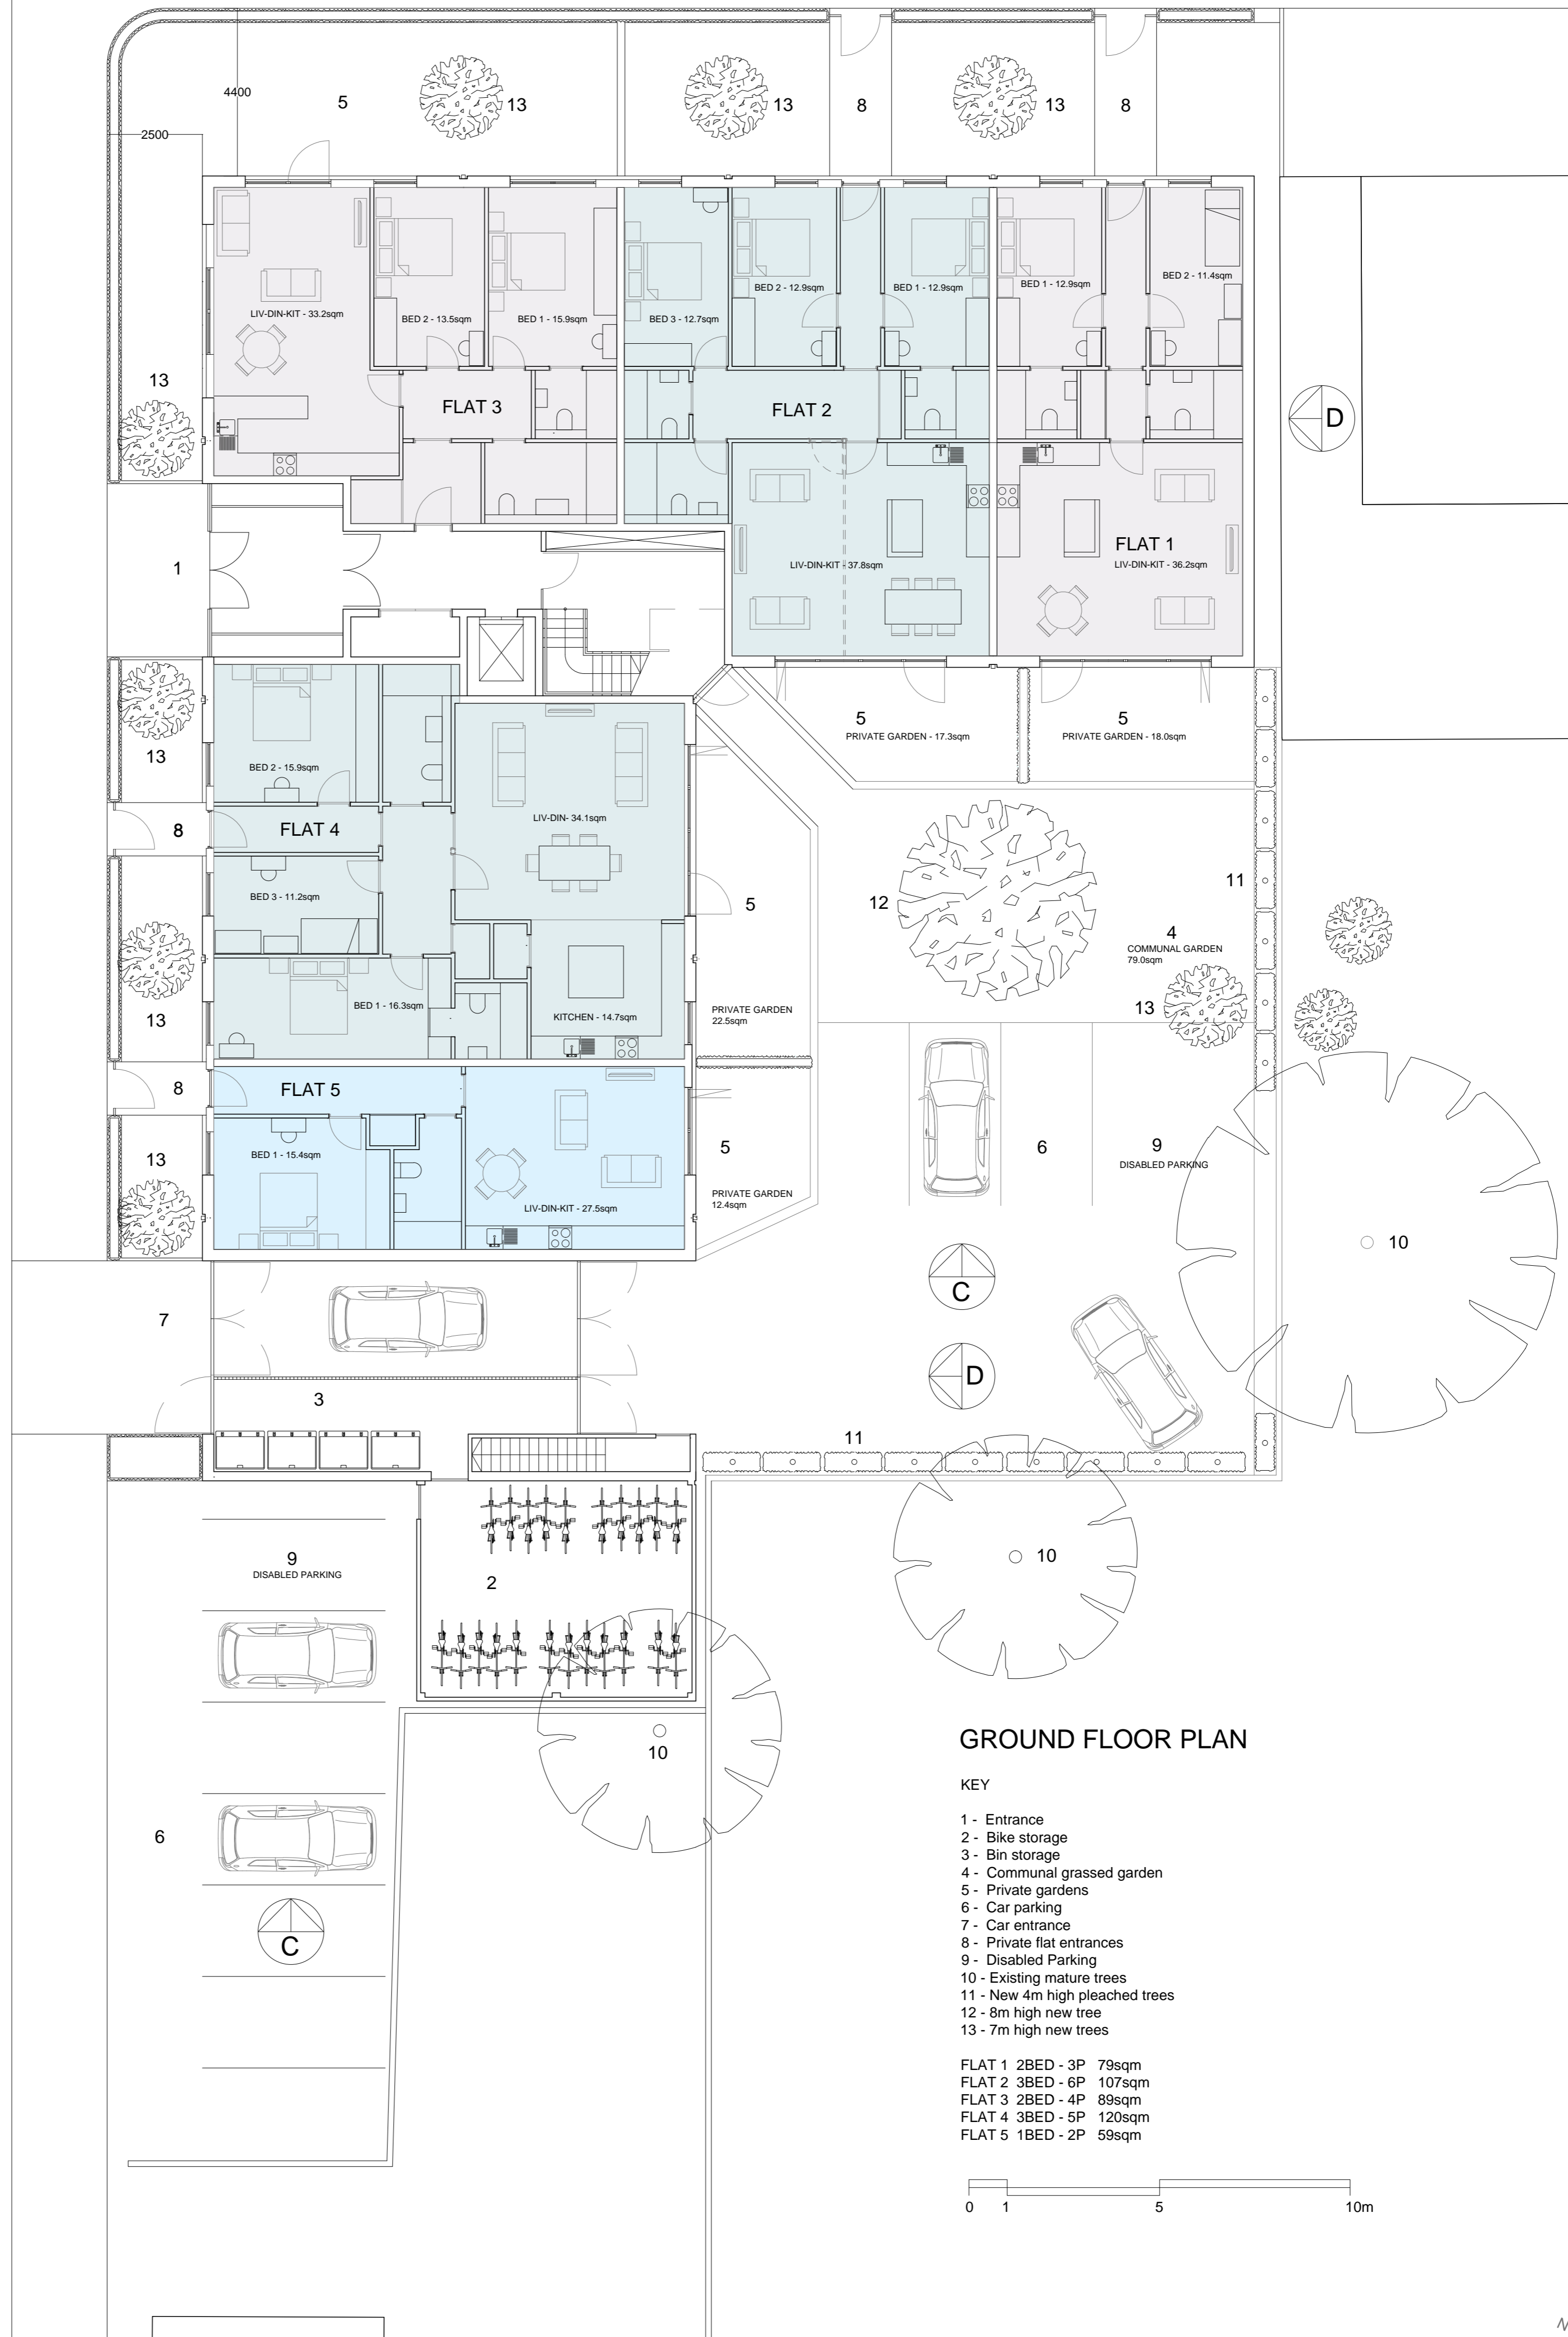 4400
5
13
13
8
13
8
2500
BED 2 - 11.4sqm
BED 2 - 12.9sqm
BED 1 - 12.9sqm
BED 1 - 12.9sqm
LIV-DIN-KIT - 33.2sqm
BED 2 - 13.5sqm
BED 1 - 15.9sqm
BED 3 - 12.7sqm
13
FLAT 3
FLAT 2
D
FLAT 1
LIV-DIN-KIT - 37.8sqm
LIV-DIN-KIT - 36.2sqm
1
5
PRIVATE GARDEN - 17.3sqm
5
PRIVATE GARDEN - 18.0sqm
13
BED 2 - 15.9sqm
8
FLAT 4
LIV-DIN- 34.1sqm
BED 3 - 11.2sqm
5
12
11
4
COMMUNAL GARDEN
79.0sqm
BED 1 - 16.3sqm
13
KITCHEN - 14.7sqm
PRIVATE GARDEN
22.5sqm
13
8
FLAT 5
13
BED 1 - 15.4sqm
LIV-DIN-KIT - 27.5sqm
5
PRIVATE GARDEN
12.4sqm
6
9
DISABLED PARKING
10
C
7
D
3
11
9
DISABLED PARKING
2
10
10
6
C
GROUND FLOOR PLAN
KEY
1 - Entrance
2 - Bike storage
3 - Bin storage
4 - Communal grassed garden
5 - Private gardens
6 - Car parking
7 - Car entrance
8 - Private flat entrances
9 - Disabled Parking
10 - Existing mature trees
11 - New 4m high pleached trees
12 - 8m high new tree
13 - 7m high new trees
FLAT 1 2BED - 3P 79sqm
FLAT 2 3BED - 6P 107sqm
FLAT 3 2BED - 4P 89sqm
FLAT 4 3BED - 5P 120sqm
FLAT 5 1BED - 2P 59sqm
0 1 5 10m